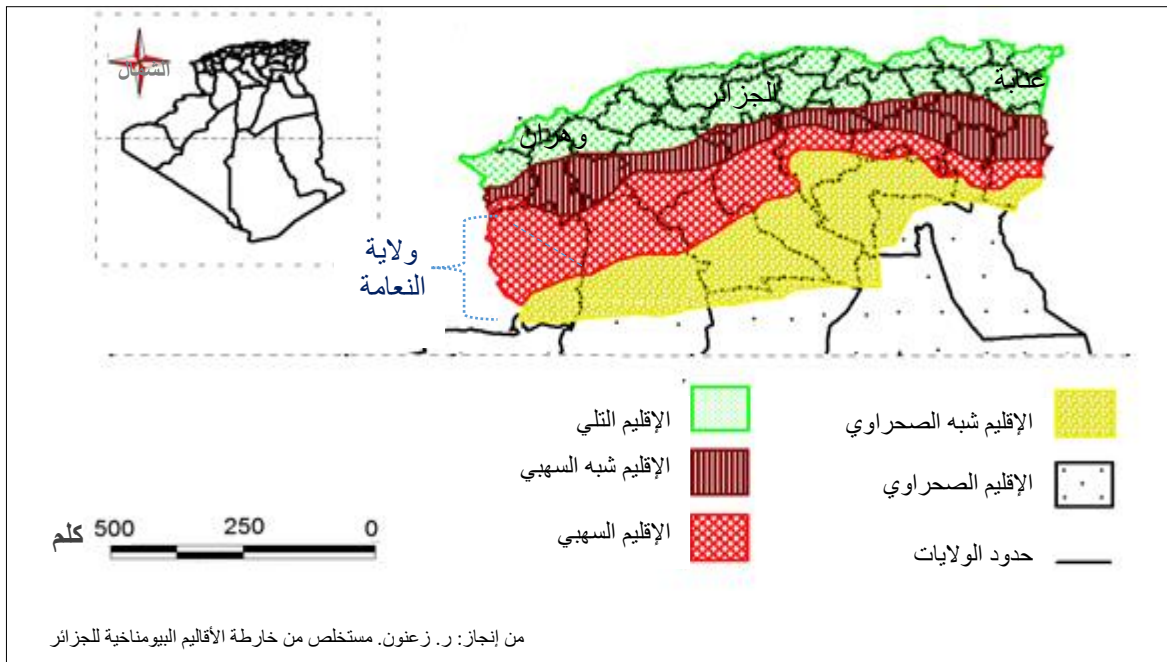 الشمال
عنابة
الجزائر
وهران
ولاية
النعامة
الإقليم التلي
الإقليم شبه السهبي
الإقليم السهبي
الإقليم شبه الصحراوي
الإقليم الصحراوي
حدود الولايات
كلم 500 250 0
من إنجاز: ر. زعنون. مستخلص من خارطة الأقاليم البيومناخية للجزائر